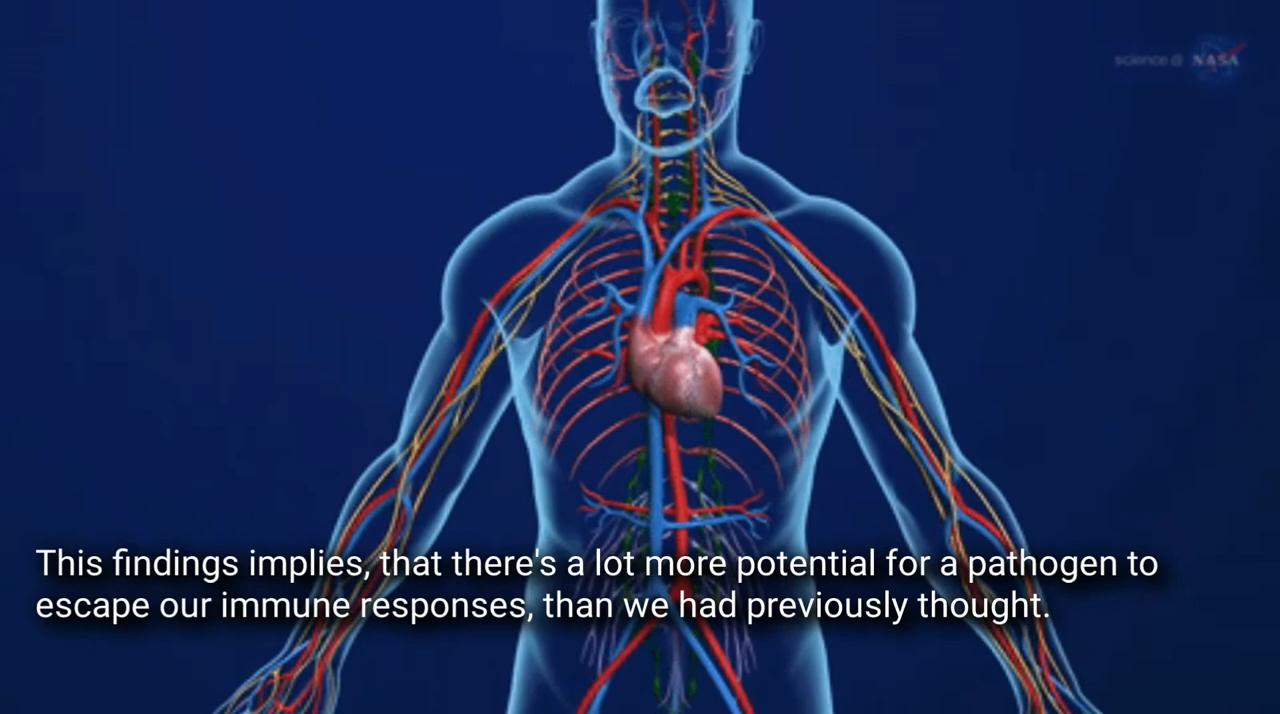 science@ NASA
This findings implies, that there's a lot more potential for a pathogen to
escape our immune responses, than we had previously thought.